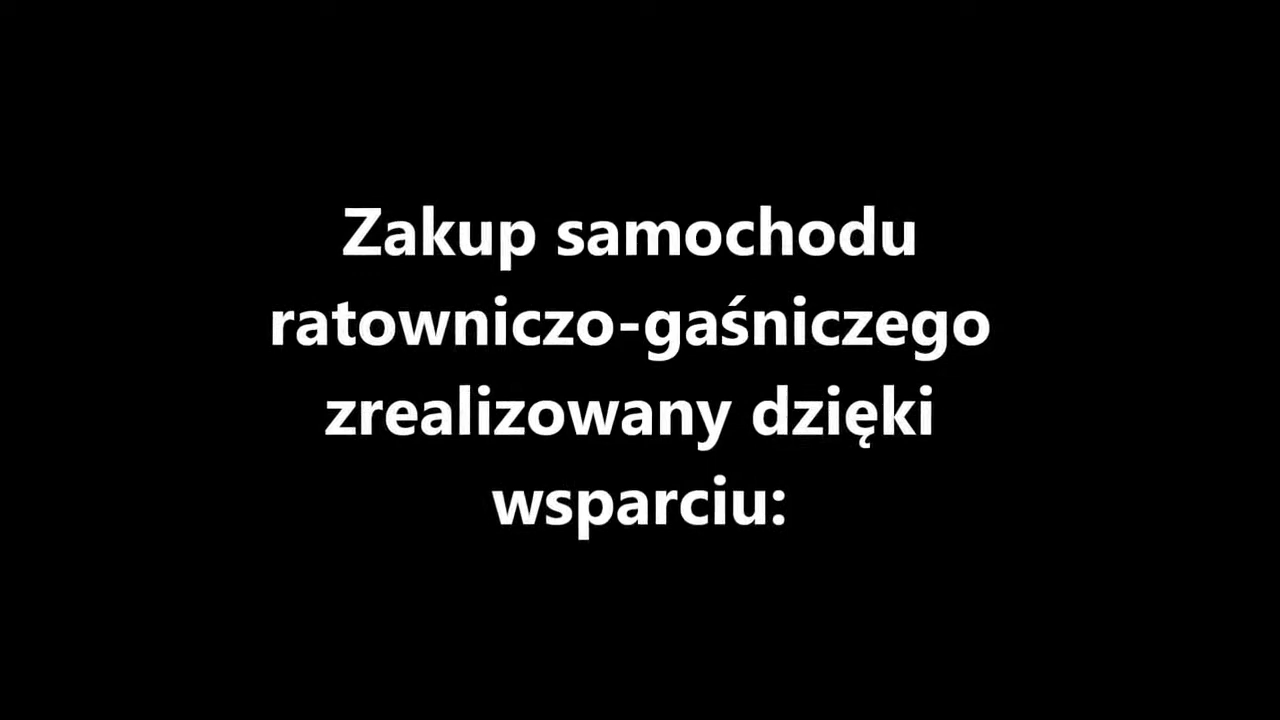 Zakup samochodu
ratowniczo-gaśniczego
zrealizowany dzięki
wsparciu: